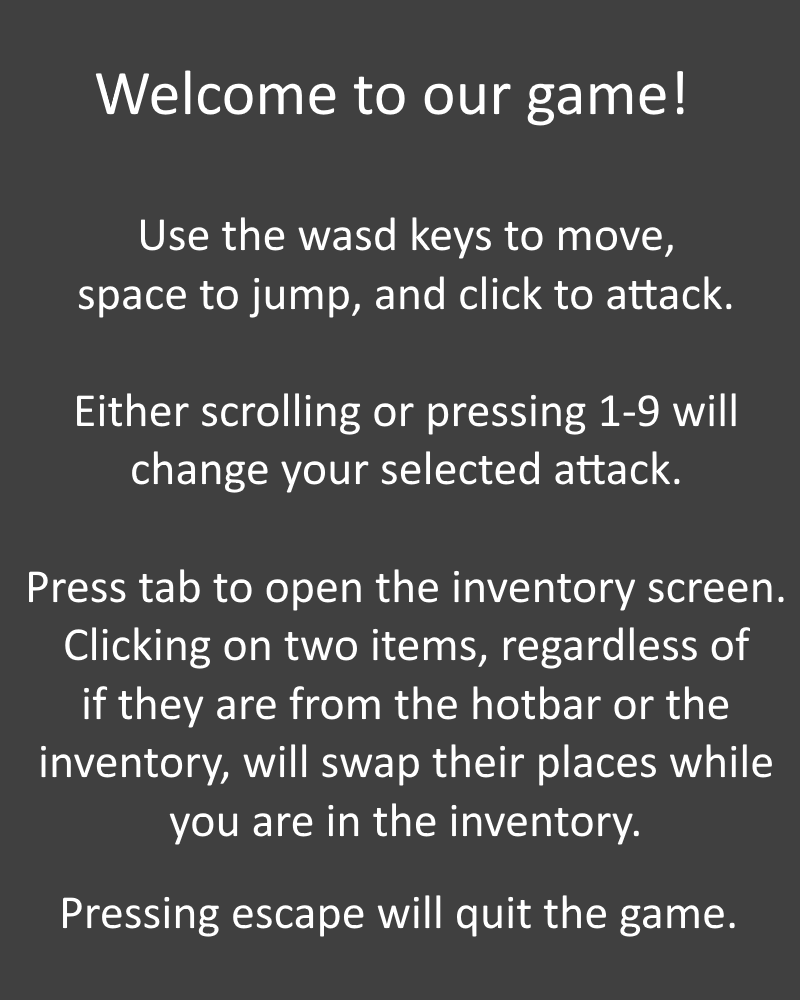 Welcome to our game!
Use the wasd keys to move,
space to jump, and click to attack.
Either scrolling or pressing 1-9 will
change your selected attack.
Press tab to open the inventory screen.
Clicking on two items, regardless of
if they are from the hotbar or the
inventory, will swap their places while
you are in the inventory.
Pressing escape will quit the game.